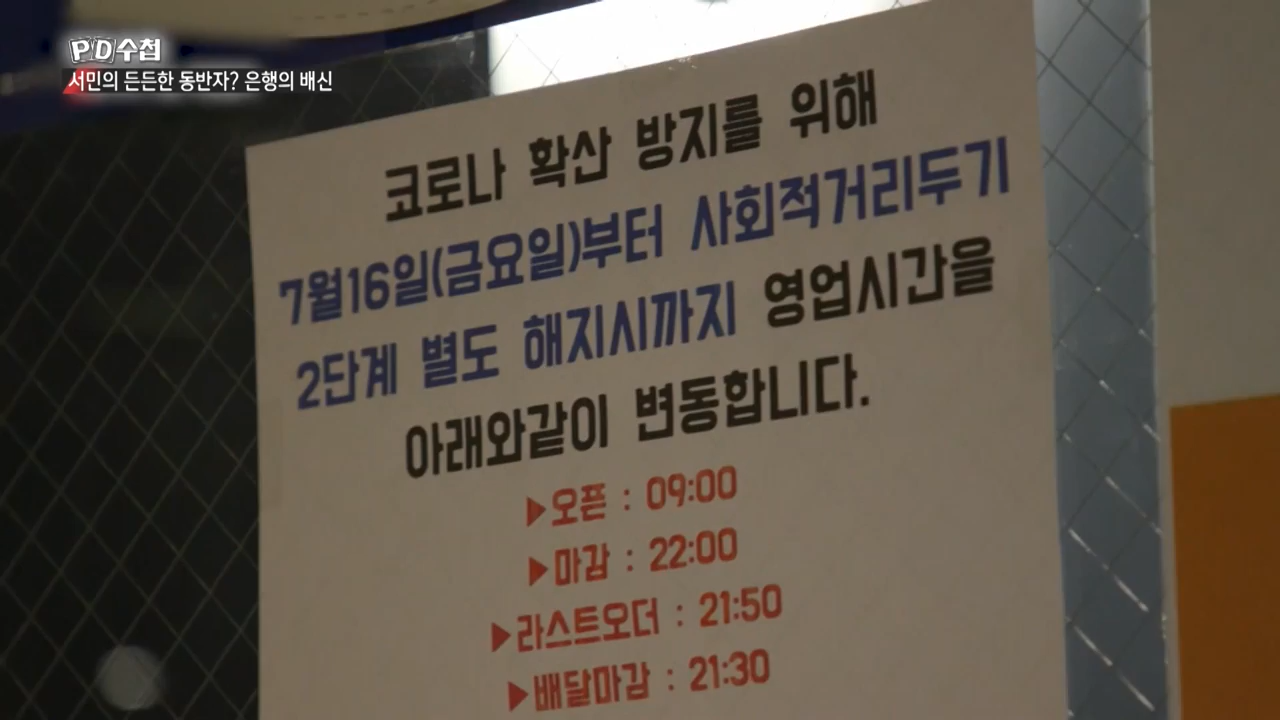 PD수첩
서민의 든든한 동반자? 은행의 배신
코로나 확산 방지를 위해
7월16일(금요일)부터 사회적거리두기
2단계 별도 해지시까지 영업시간을
아래와같이 변동합니다.
▶오픈 : 09:00
▶마감 : 22:00
▶라스트오더 : 21:50
▶배달마감 : 21:30